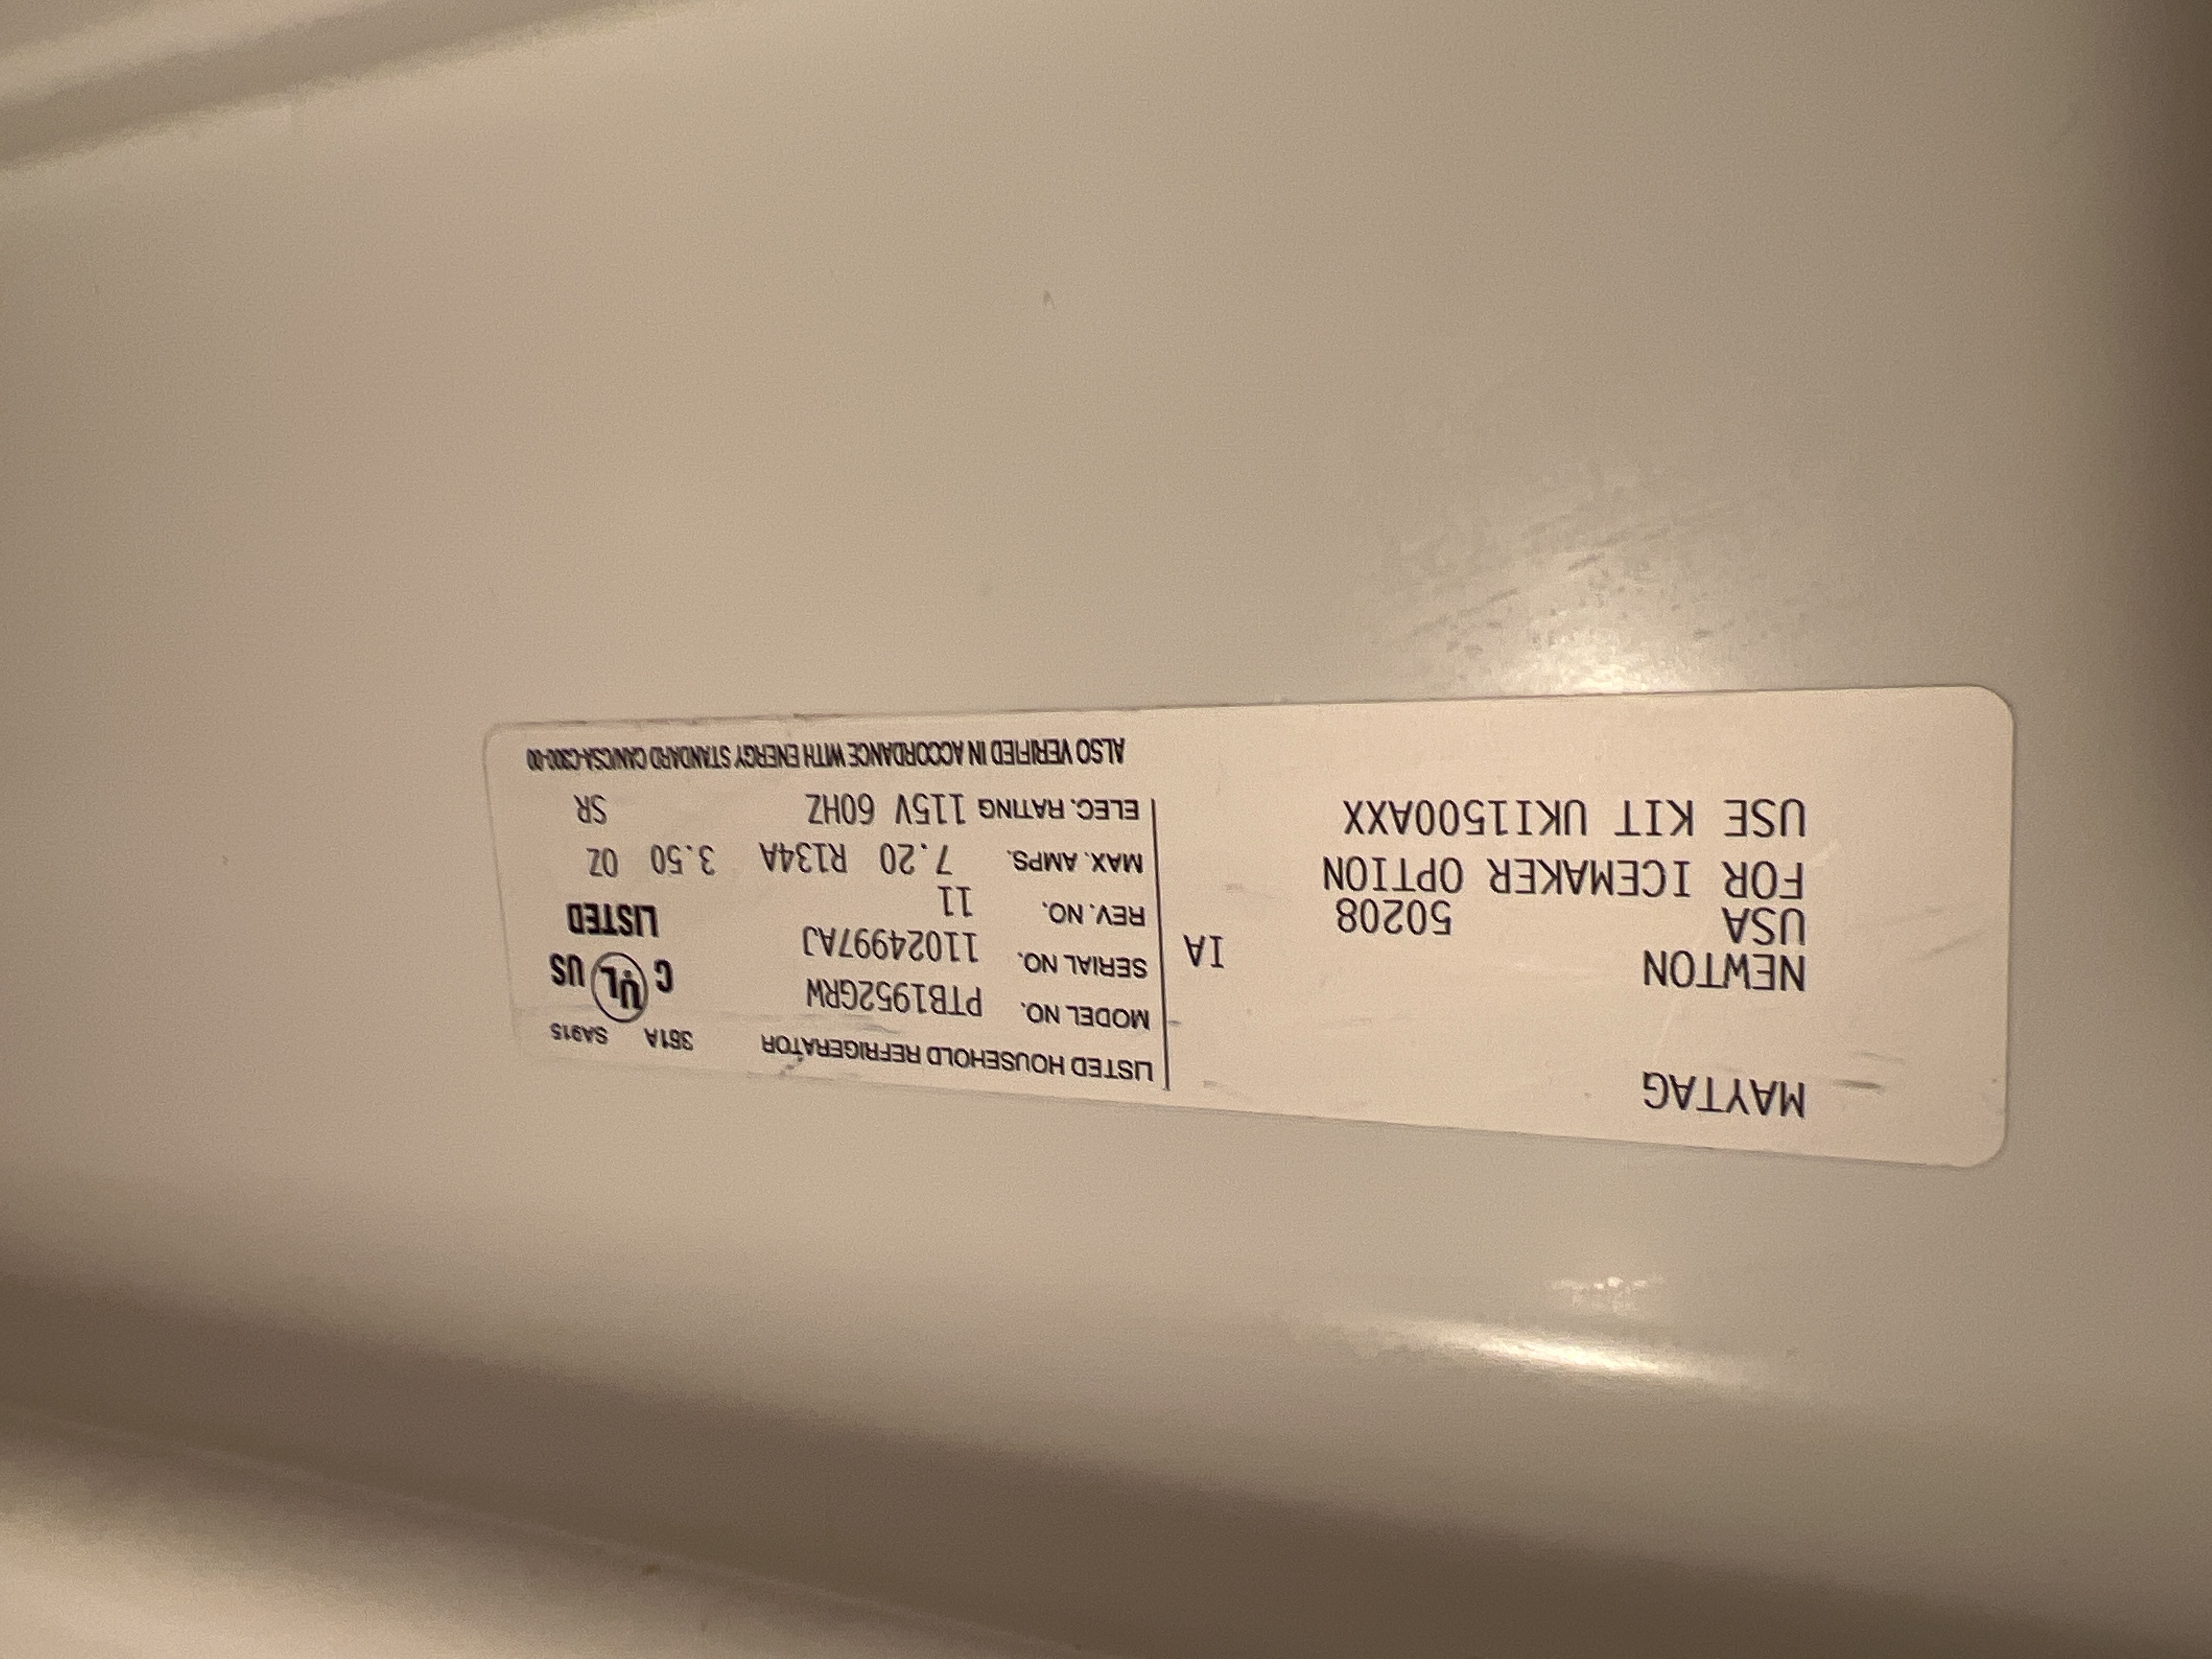 MAYTAG
NEWTON IA
USA 50208
FOR ICEMAKER OPTION
USE KIT UKI1500AXX
LISTED HOUSEHOLD REFRIGERATOR 361A SA915
MODEL NO. PTB1952GRW
SERIAL NO. 11024997AJ
REV. NO. 11
MAX. AMPS. 7.20 R134A 3.50 OZ
ELEC. RATING 115V 60HZ SR
C UL US
LISTED
ALSO VERIFIED IN ACCORDANCE WITH ENERGY STANDARD CAN/CSA-C300-00